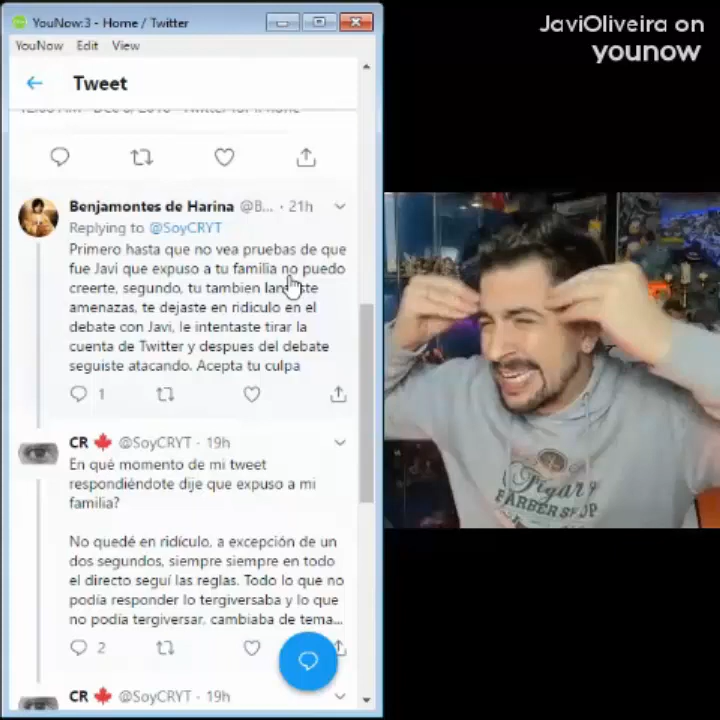 YouNow:3 - Home / Twitter
YouNow Edit View
JaviOliveira on
younow
Tweet
Benjamontes de Harina @B... · 21h
Replying to @SoyCRYT
Primero hasta que no vea pruebas de que
fue Javi que expuso a tu familia no puedo
creerte, segundo, tu tambien
amenazas, te dejaste en ridiculo en el
debate con Javi, le intentaste tirar la
cuenta de Twitter y despues del debate
seguiste atacando. Acepta tu culpa
1
CR 🍁 @SoyCRYT · 19h
En qué momento de mi tweet
respondiéndote dije que expuso a mi
familia?
No quedé en ridículo, a excepción de un
dos segundos, siempre siempre en todo
el directo seguí las reglas. Todo lo que no
podía responder lo tergiversaba y lo que
no podía tergiversar, cambiaba de tema...
2
CR 🍁 @SoyCRYT · 19h
Figaro
BARBERSHOP